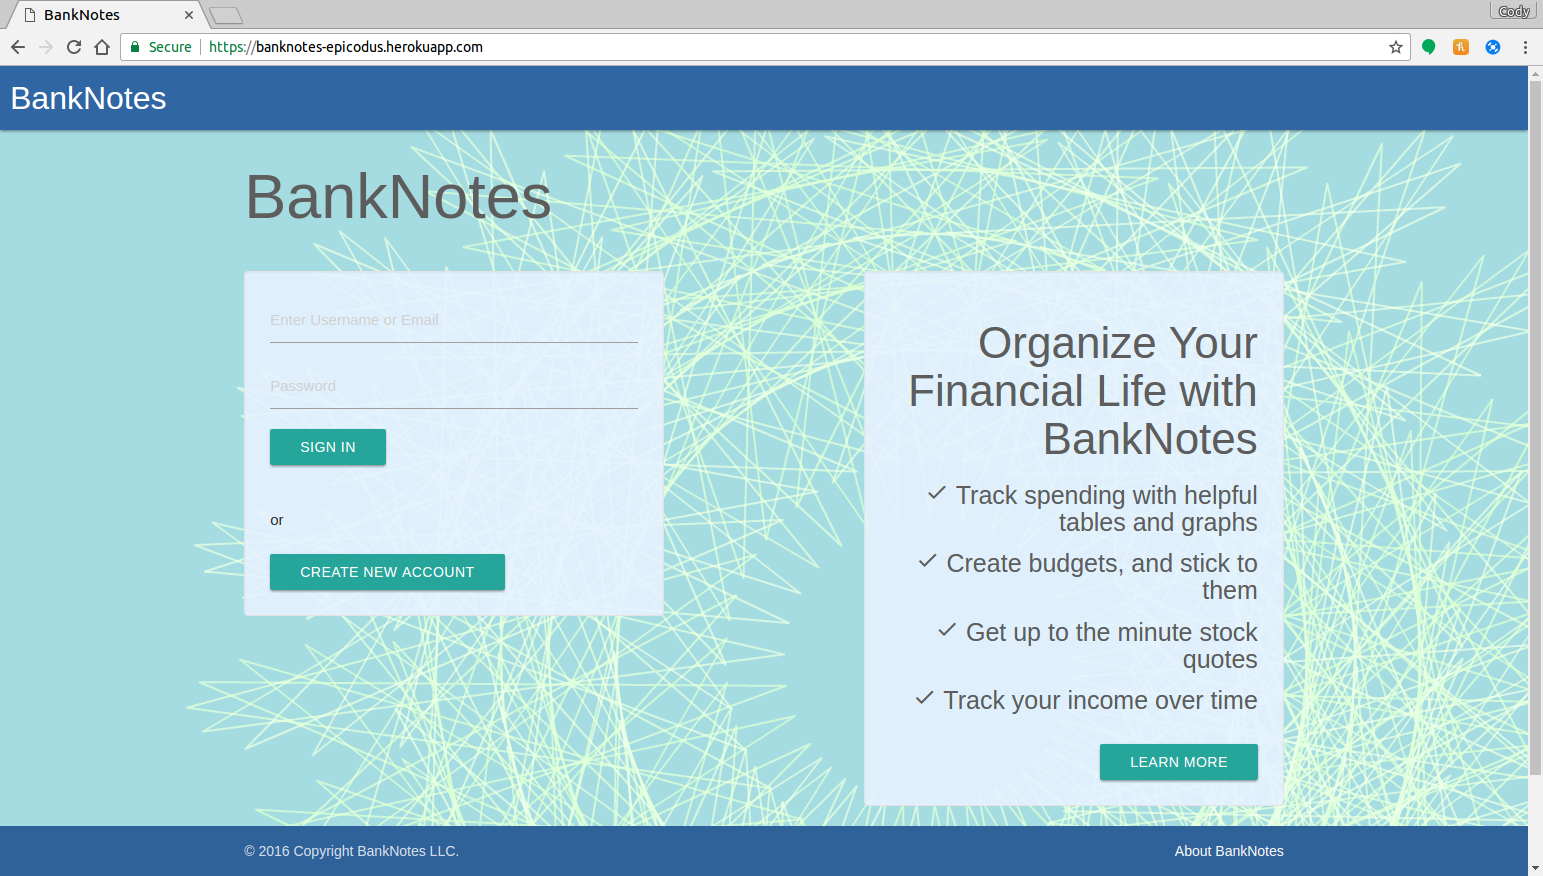 BankNotes
Cody
Secure
https://banknotes-epicodus.herokuapp.com
BankNotes
BankNotes
Enter Username or Email
Password
SIGN IN
or
CREATE NEW ACCOUNT
Organize Your
Financial Life with
BankNotes
Track spending with helpful
tables and graphs
Create budgets, and stick to
them
Get up to the minute stock
quotes
Track your income over time
LEARN MORE
© 2016 Copyright BankNotes LLC.
About BankNotes